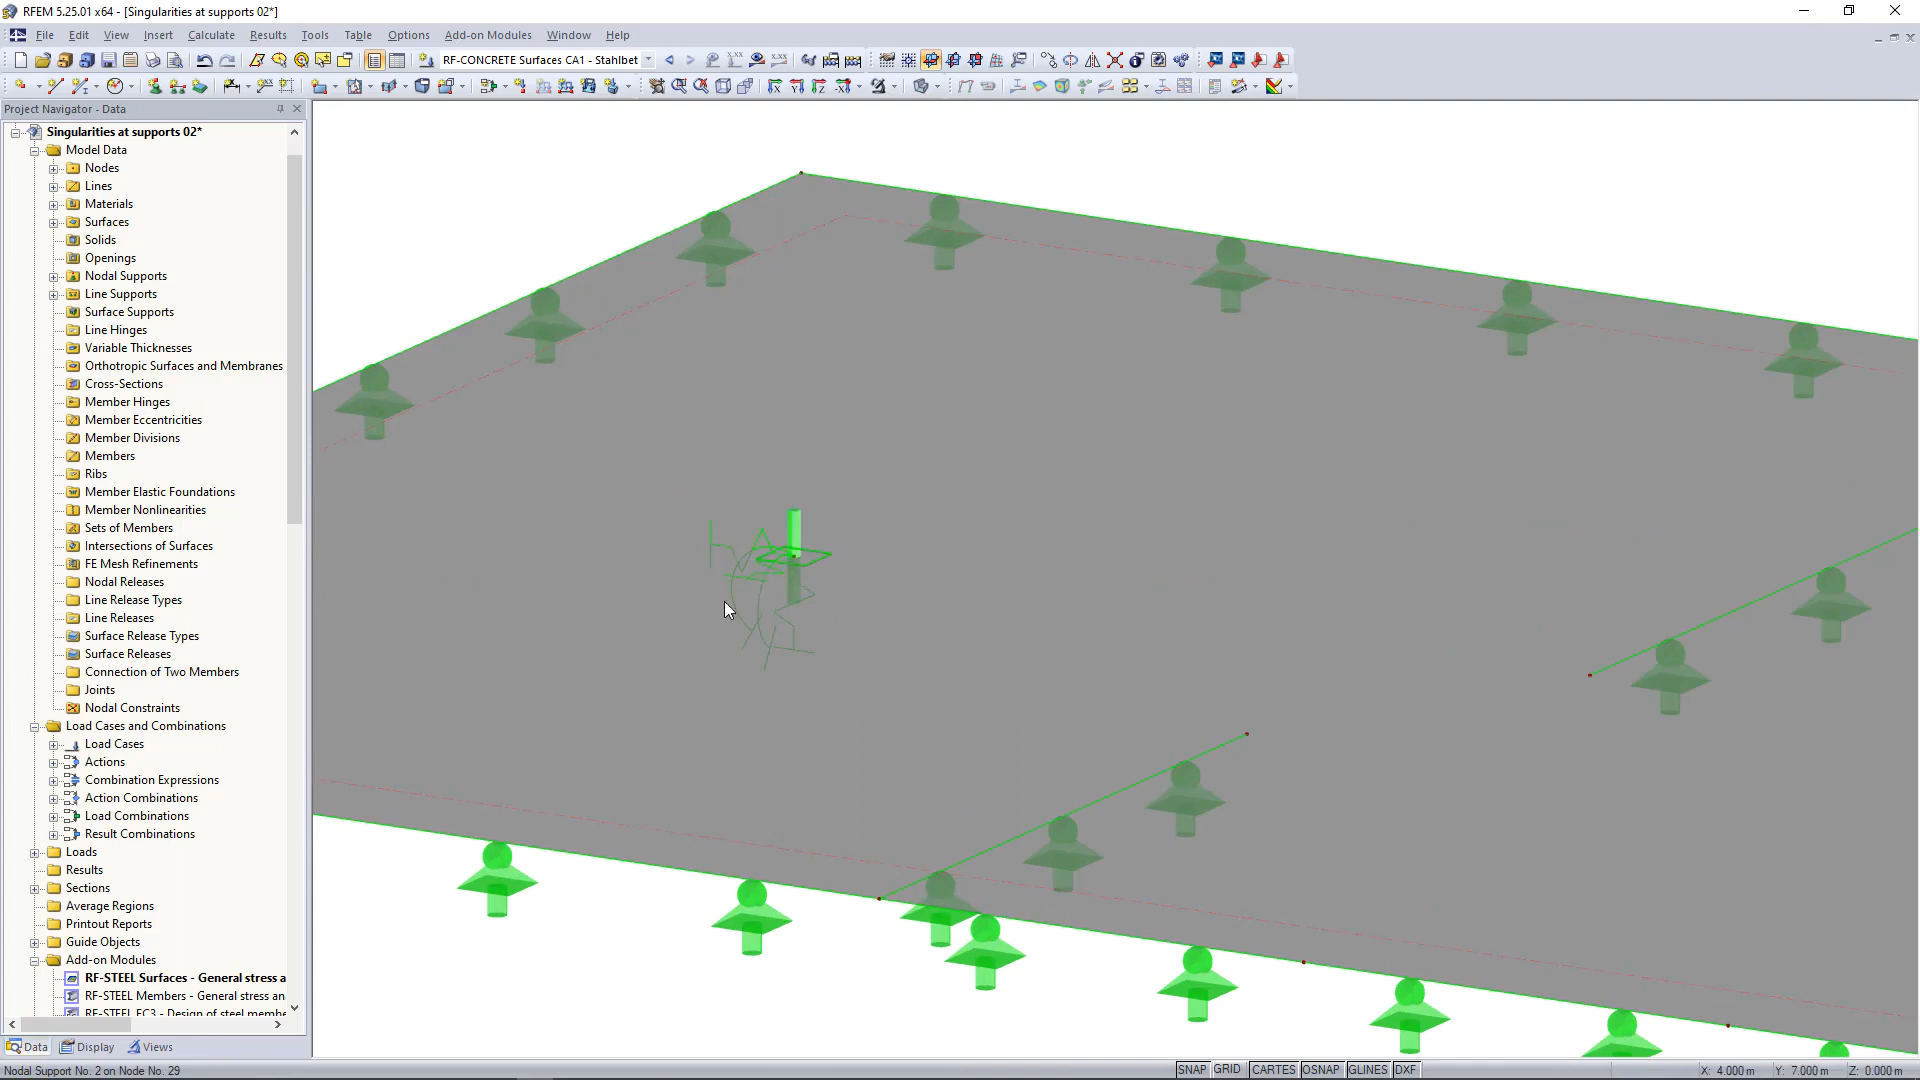 RFEM 5.25.01 x64 - [Singularities at supports 02*]
File Edit View Insert Calculate Results Tools Table Options Add-on Modules Window Help
RF-CONCRETE Surfaces CA1 - Stahlbet
Project Navigator - Data
Singularities at supports 02*
Model Data
Nodes
Lines
Materials
Surfaces
Solids
Openings
Nodal Supports
Line Supports
Surface Supports
Line Hinges
Variable Thicknesses
Orthotropic Surfaces and Membranes
Cross-Sections
Member Hinges
Member Eccentricities
Member Divisions
Members
Ribs
Member Elastic Foundations
Member Nonlinearities
Sets of Members
Intersections of Surfaces
FE Mesh Refinements
Nodal Releases
Line Release Types
Line Releases
Surface Release Types
Surface Releases
Connection of Two Members
Joints
Nodal Constraints
Load Cases and Combinations
Load Cases
Actions
Combination Expressions
Action Combinations
Load Combinations
Result Combinations
Loads
Results
Sections
Average Regions
Printout Reports
Guide Objects
Add-on Modules
RF-STEEL Surfaces - General stress a
RF-STEEL Members - General stress an
RF-STEEL EC3 - Design of steel membe
Data Display Views
Nodal Support No. 2 on Node No. 29
SNAP GRID CARTES OSNAP GLINES DXF X: 4.000 m Y: 7.000 m Z: 0.000 m